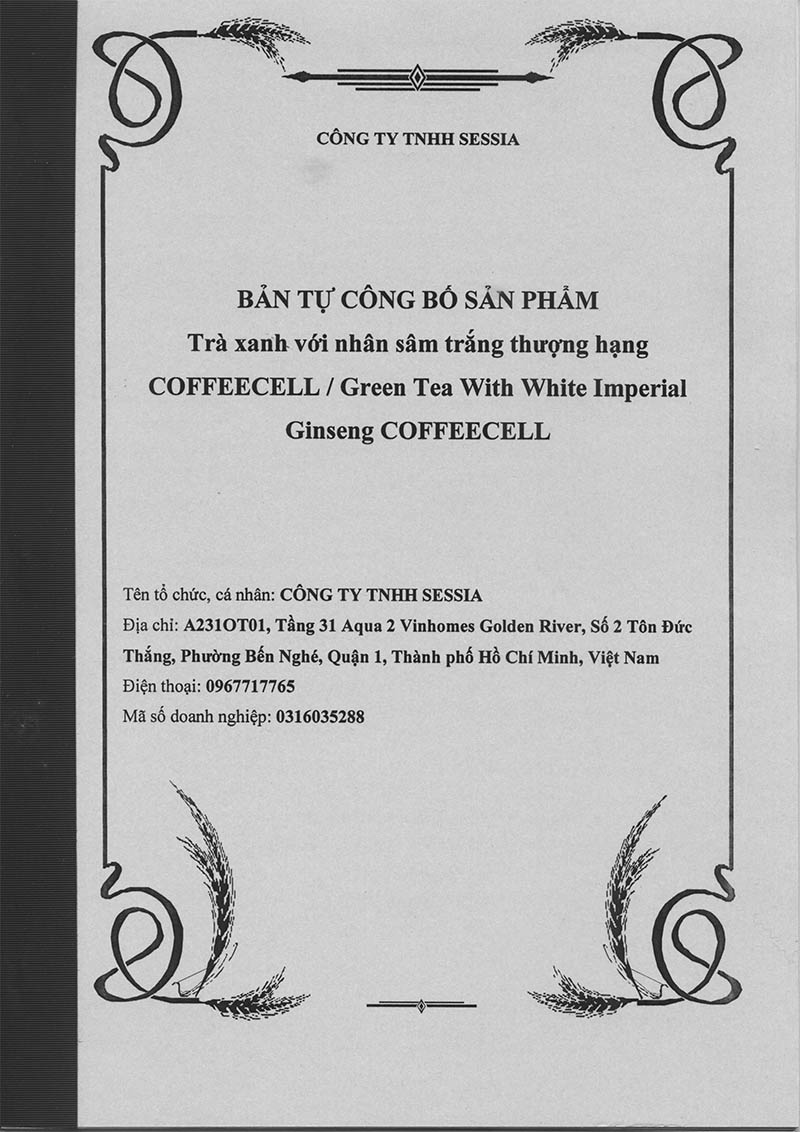 CÔNG TY TNHH SESSIA
BẢN TỰ CÔNG BỐ SẢN PHẨM
Trà xanh với nhân sâm trắng thượng hạng
COFFEECELL / Green Tea With White Imperial
Ginseng COFFEECELL
Tên tổ chức, cá nhân: CÔNG TY TNHH SESSIA
Địa chỉ: A231OT01, Tầng 31 Aqua 2 Vinhomes Golden River, Số 2 Tôn Đức
Thắng, Phường Bến Nghé, Quận 1, Thành phố Hồ Chí Minh, Việt Nam
Điện thoại: 0967717765
Mã số doanh nghiệp: 0316035288